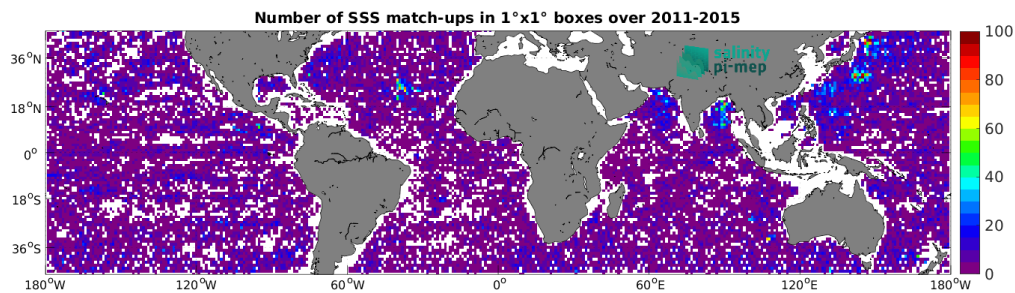 Number of SSS match-ups in 1°x1° boxes over 2011-2015
salinity
pi-mep
36°N
18°N
0°
18°S
36°S
180°W
120°W
60°W
0°
60°E
120°E
180°W
100
80
60
40
20
0